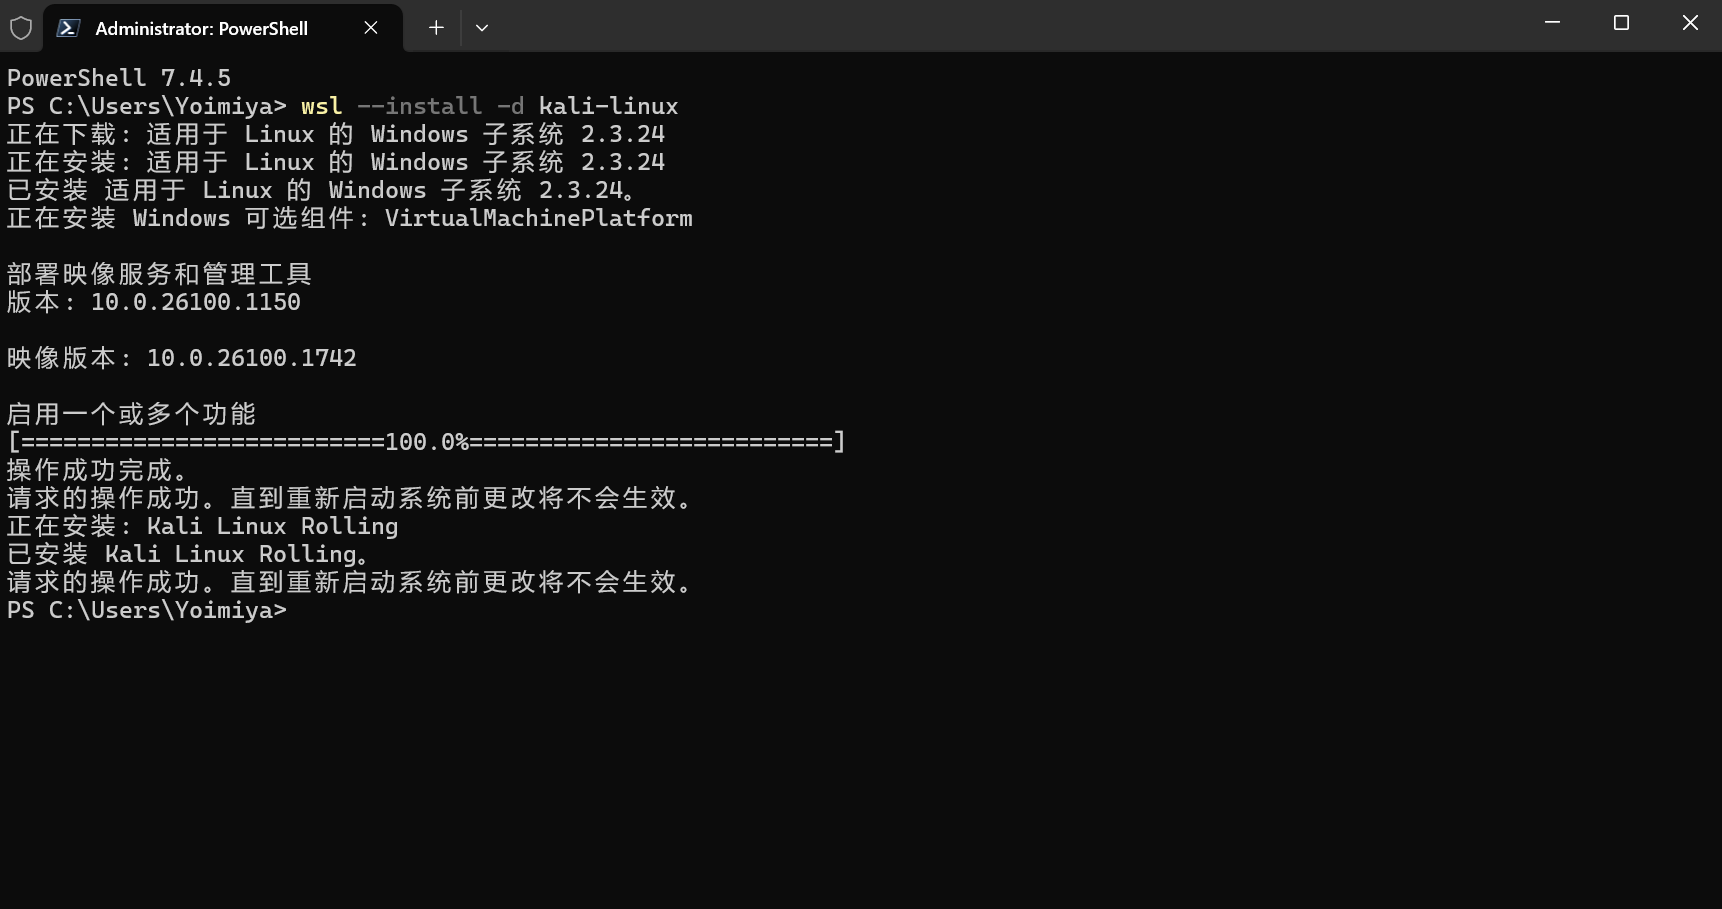 Administrator: PowerShell
PowerShell 7.4.5
PS C:\Users\Yoimiya> wsl --install -d kali-linux
正在下载: 适用于 Linux 的 Windows 子系统 2.3.24
正在安装: 适用于 Linux 的 Windows 子系统 2.3.24
已安装 适用于 Linux 的 Windows 子系统 2.3.24。
正在安装 Windows 可选组件: VirtualMachinePlatform
部署映像服务和管理工具
版本: 10.0.26100.1150
映像版本: 10.0.26100.1742
启用一个或多个功能
[==========================100.0%==========================]
操作成功完成。
请求的操作成功。直到重新启动系统前更改将不会生效。
正在安装: Kali Linux Rolling
已安装 Kali Linux Rolling。
请求的操作成功。直到重新启动系统前更改将不会生效。
PS C:\Users\Yoimiya>